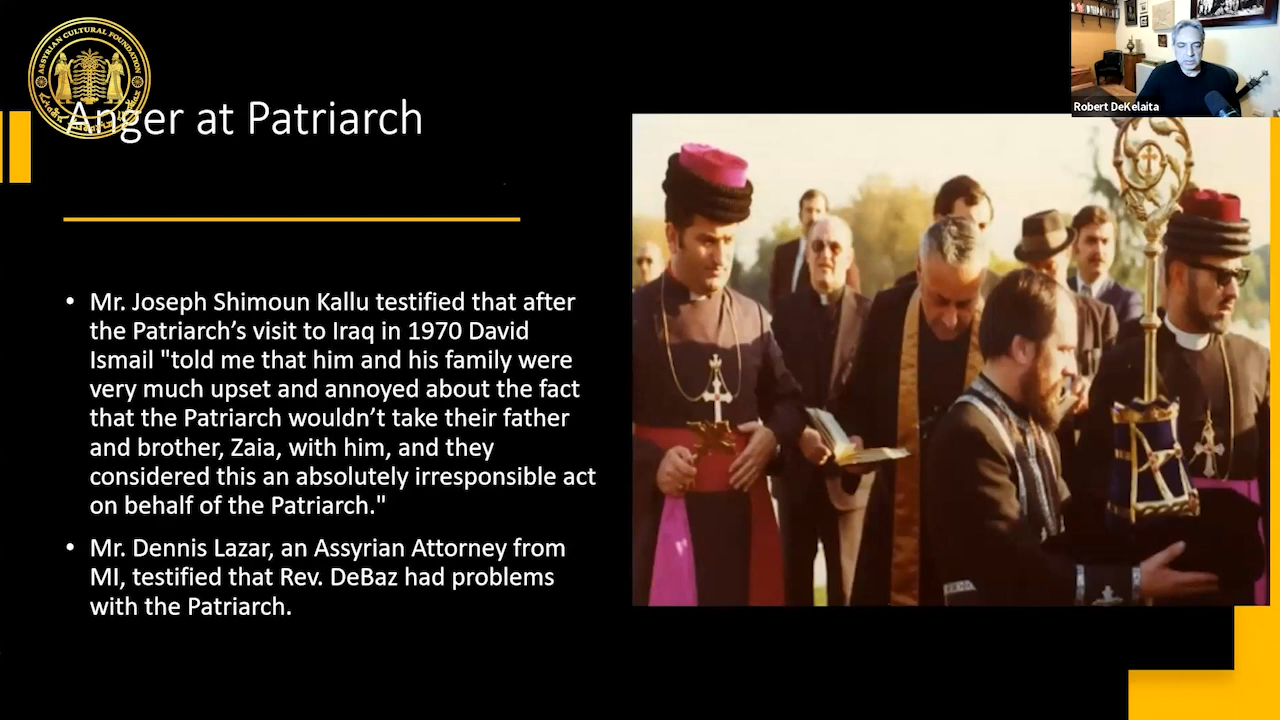 ASSYRIAN CULTURAL FOUNDATION
Anger at Patriarch
Robert DeKelaita
• Mr. Joseph Shimoun Kallu testified that after
the Patriarch’s visit to Iraq in 1970 David
Ismail "told me that him and his family were
very much upset and annoyed about the fact
that the Patriarch wouldn’t take their father
and brother, Zaia, with him, and they
considered this an absolutely irresponsible act
on behalf of the Patriarch."
• Mr. Dennis Lazar, an Assyrian Attorney from
MI, testified that Rev. DeBaz had problems
with the Patriarch.